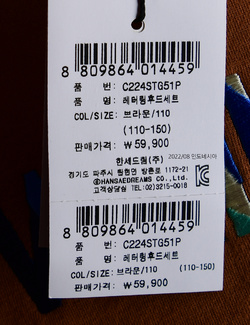 8 809864 014459
품 번: C224STG51P
품 명: 레터링후드세트
COL/SIZE: 브라운/110
(110-150)
판매가격: ₩59,900
한세드림(주) 2022/08 인도네시아
경기도 파주시 회동길 1172-21
ⓒHANSAEDREAMS CO.,Ltd.
고객상담실 TEL:02)3215-0018
8 809864 014459
품 번: C224STG51P
품 명: 레터링후드세트
COL/SIZE: 브라운/110 (110-150)
판매가격: ₩59,900